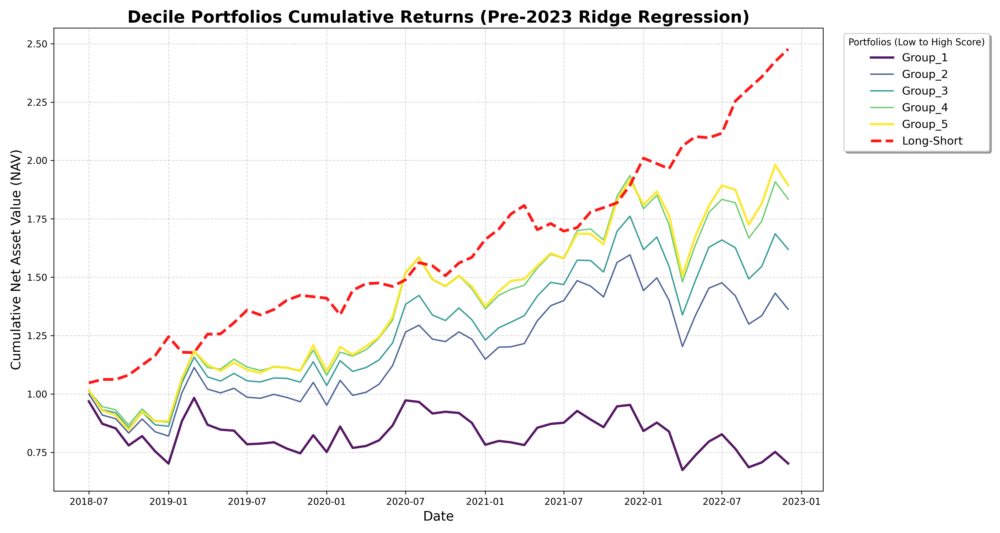 Decile Portfolios Cumulative Returns (Pre-2023 Ridge Regression)
Portfolios (Low to High Score)
Group_1
Group_2
Group_3
Group_4
Group_5
Long-Short
Cumulative Net Asset Value (NAV)
2.50
2.25
2.00
1.75
1.50
1.25
1.00
0.75
2018-07 2019-01 2019-07 2020-01 2020-07 2021-01 2021-07 2022-01 2022-07 2023-01
Date